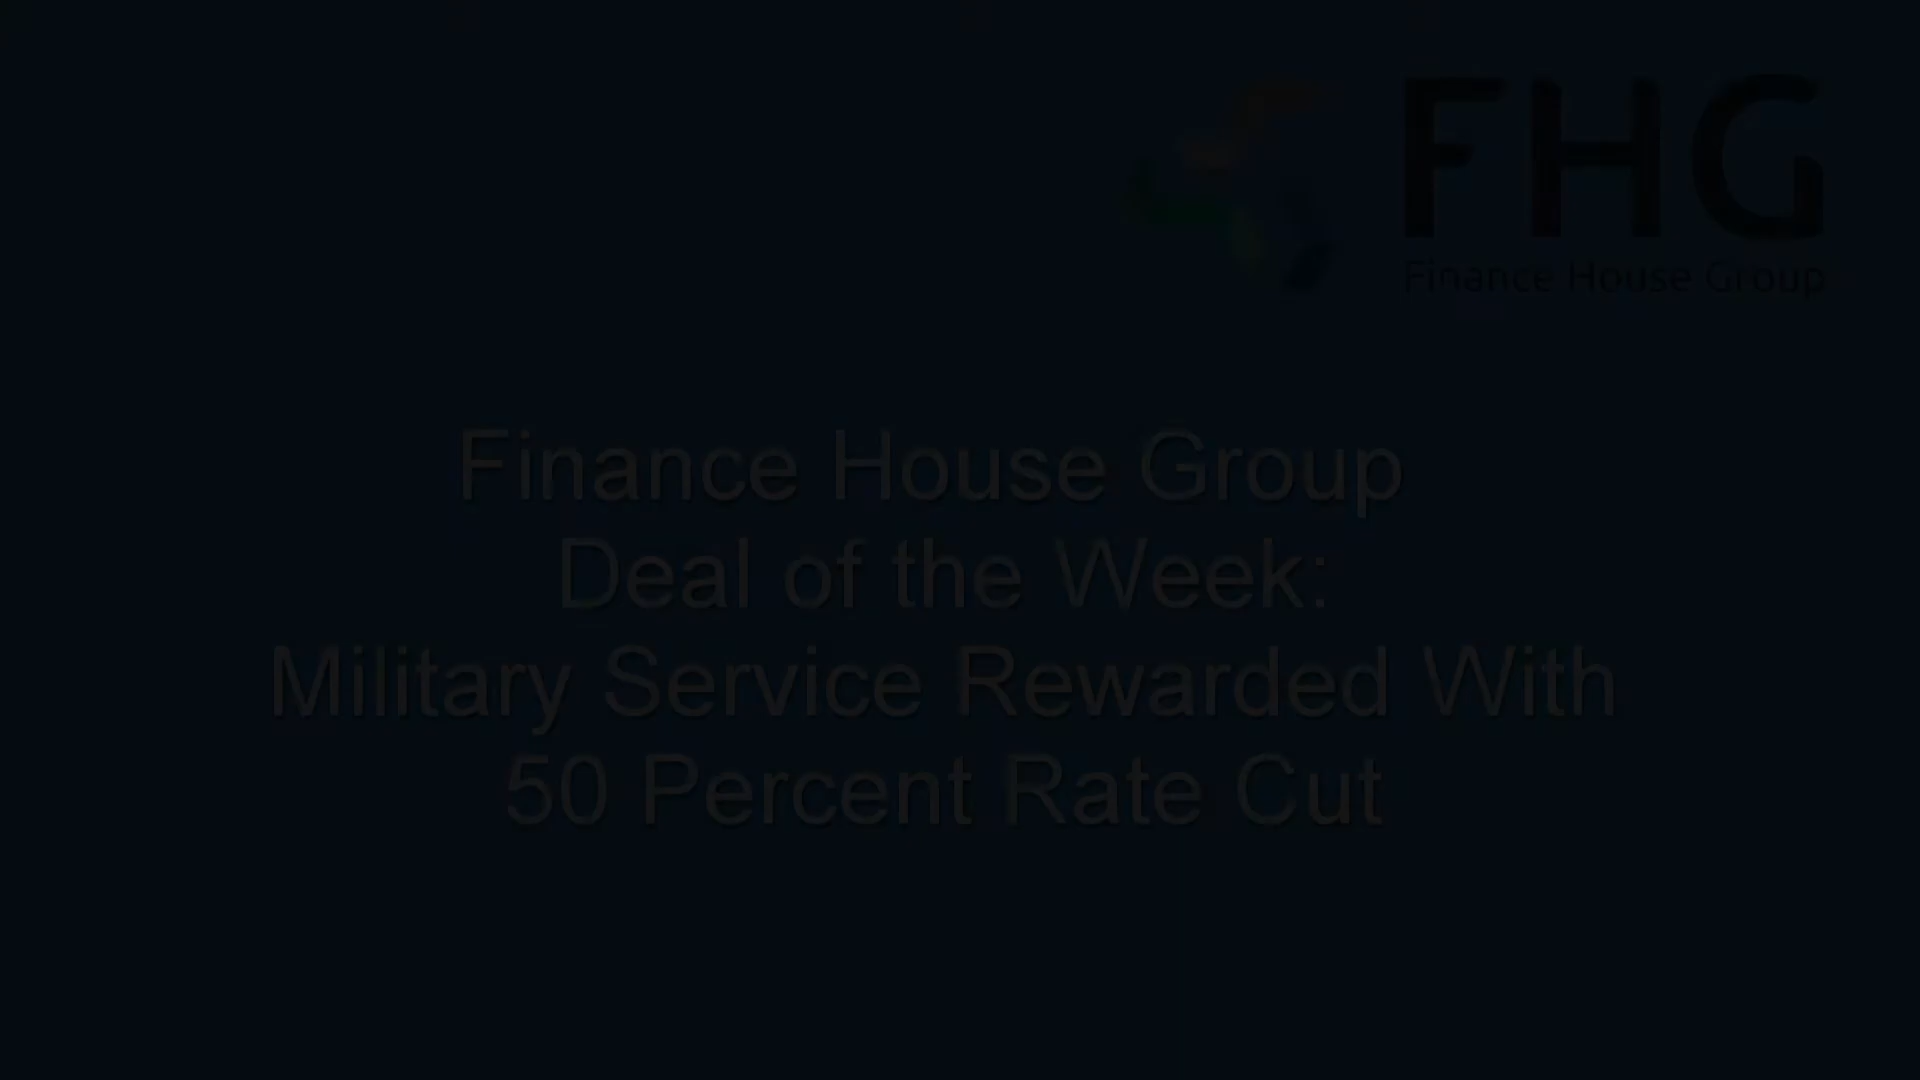 FHG
Finance House Group
Finance House Group
Deal of the Week:
Military Service Rewarded With
50 Percent Rate Cut